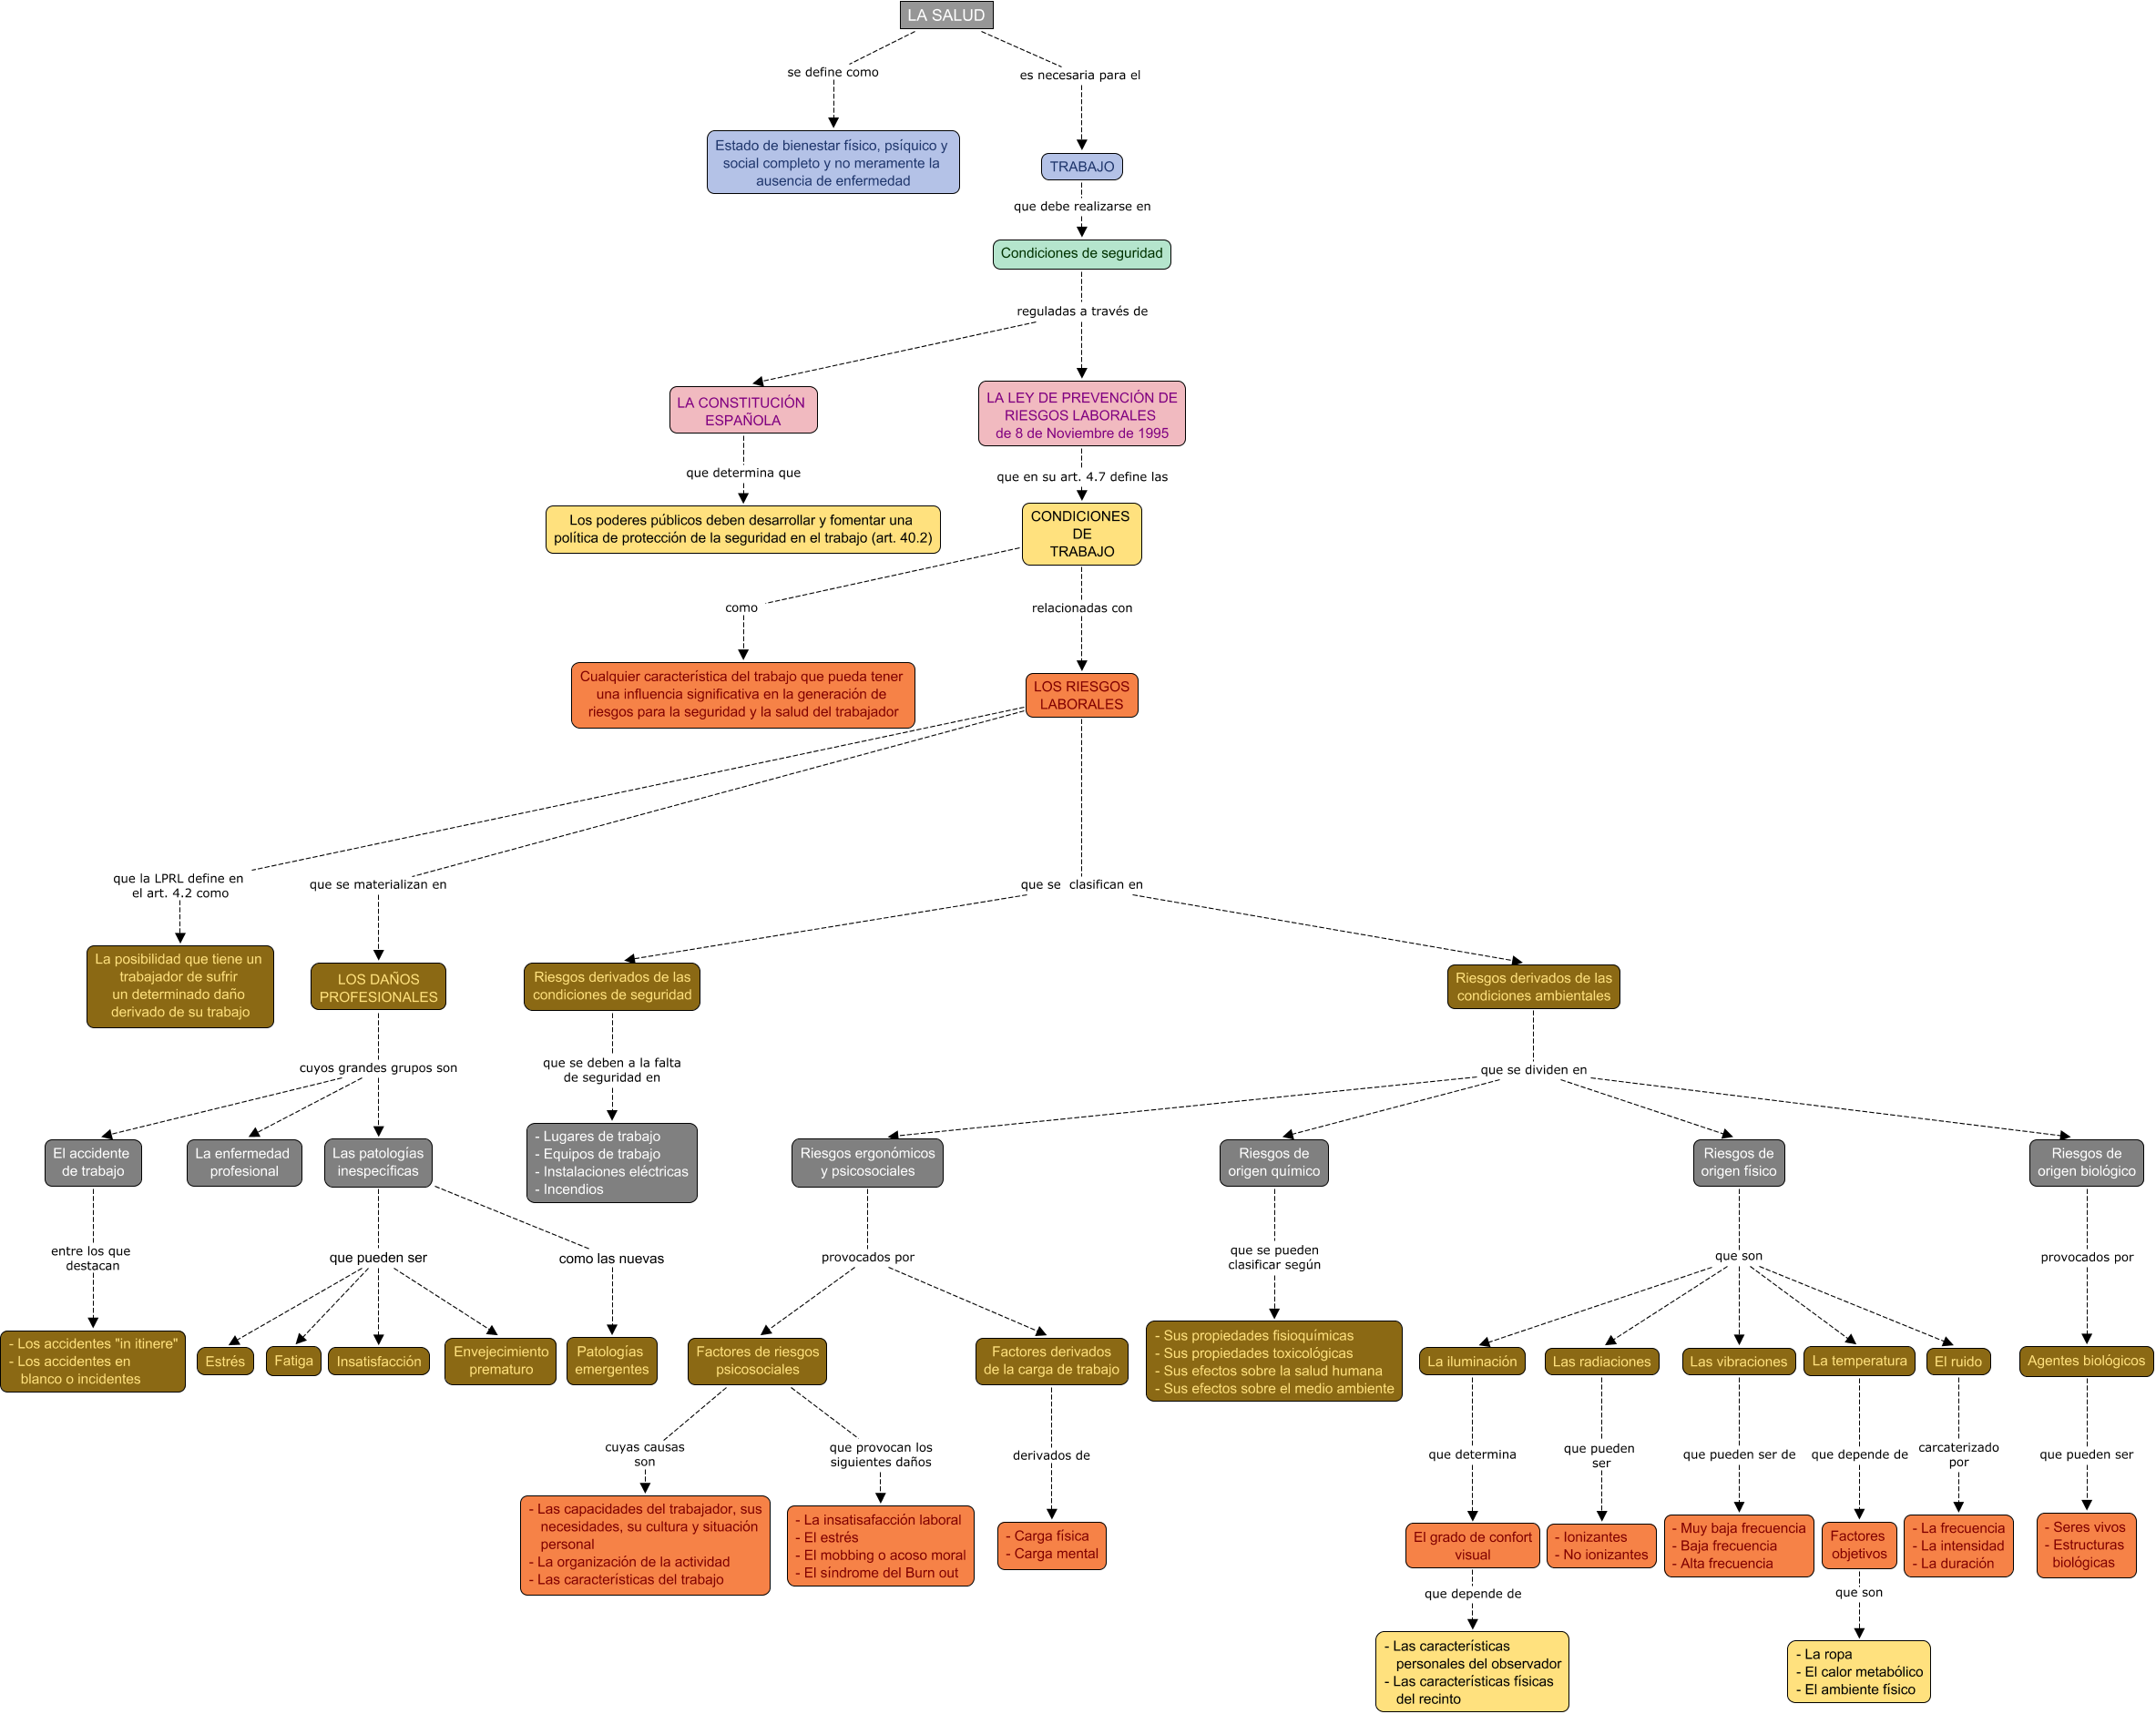 LA SALUD
se define como
es necesaria para el
Estado de bienestar físico, psíquico y
social completo y no meramente la
ausencia de enfermedad
TRABAJO
que debe realizarse en
Condiciones de seguridad
reguladas a través de
LA CONSTITUCIÓN
ESPAÑOLA
LA LEY DE PREVENCIÓN DE
RIESGOS LABORALES
de 8 de Noviembre de 1995
que determina que
que en su art. 4.7 define las
Los poderes públicos deben desarrollar y fomentar una
política de protección de la seguridad en el trabajo (art. 40.2)
CONDICIONES
DE
TRABAJO
como
relacionadas con
Cualquier característica del trabajo que pueda tener
una influencia significativa en la generación de
riesgos para la seguridad y la salud del trabajador
LOS RIESGOS
LABORALES
que la LPRL define en
el art. 4.2 como
que se materializan en
que se  clasifican en
La posibilidad que tiene un
trabajador de sufrir
un determinado daño
derivado de su trabajo
LOS DAÑOS
PROFESIONALES
Riesgos derivados de las
condiciones de seguridad
Riesgos derivados de las
condiciones ambientales
cuyos grandes grupos son
que se deben a la falta
de seguridad en
que se dividen en
El accidente
de trabajo
La enfermedad
profesional
Las patologías
inespecíficas
- Lugares de trabajo
- Equipos de trabajo
- Instalaciones eléctricas
- Incendios
Riesgos ergonómicos
y psicosociales
Riesgos de
origen químico
Riesgos de
origen físico
Riesgos de
origen biológico
entre los que
destacan
que pueden ser
como las nuevas
provocados por
que se pueden
clasificar según
que son
provocados por
- Los accidentes "in itinere"
- Los accidentes en
blanco o incidentes
Estrés
Fatiga
Insatisfacción
Envejecimiento
prematuro
Patologías
emergentes
Factores de riesgos
psicosociales
Factores derivados
de la carga de trabajo
- Sus propiedades fisioquímicas
- Sus propiedades toxicológicas
- Sus efectos sobre la salud humana
- Sus efectos sobre el medio ambiente
La iluminación
Las radiaciones
Las vibraciones
La temperatura
El ruido
Agentes biológicos
cuyas causas
son
que provocan los
siguientes daños
derivados de
que determina
que pueden
ser
que pueden ser de
que depende de
carcaterizado
por
que pueden ser
- Las capacidades del trabajador, sus
necesidades, su cultura y situación
personal
- La organización de la actividad
- Las características del trabajo
- La insatisafacción laboral
- El estrés
- El mobbing o acoso moral
- El síndrome del Burn out
- Carga física
- Carga mental
El grado de confort
visual
- Ionizantes
- No ionizantes
- Muy baja frecuencia
- Baja frecuencia
- Alta frecuencia
Factores
objetivos
- La frecuencia
- La intensidad
- La duración
- Seres vivos
- Estructuras
biológicas
que depende de
que son
- Las características
personales del observador
- Las características físicas
del recinto
- La ropa
- El calor metabólico
- El ambiente físico